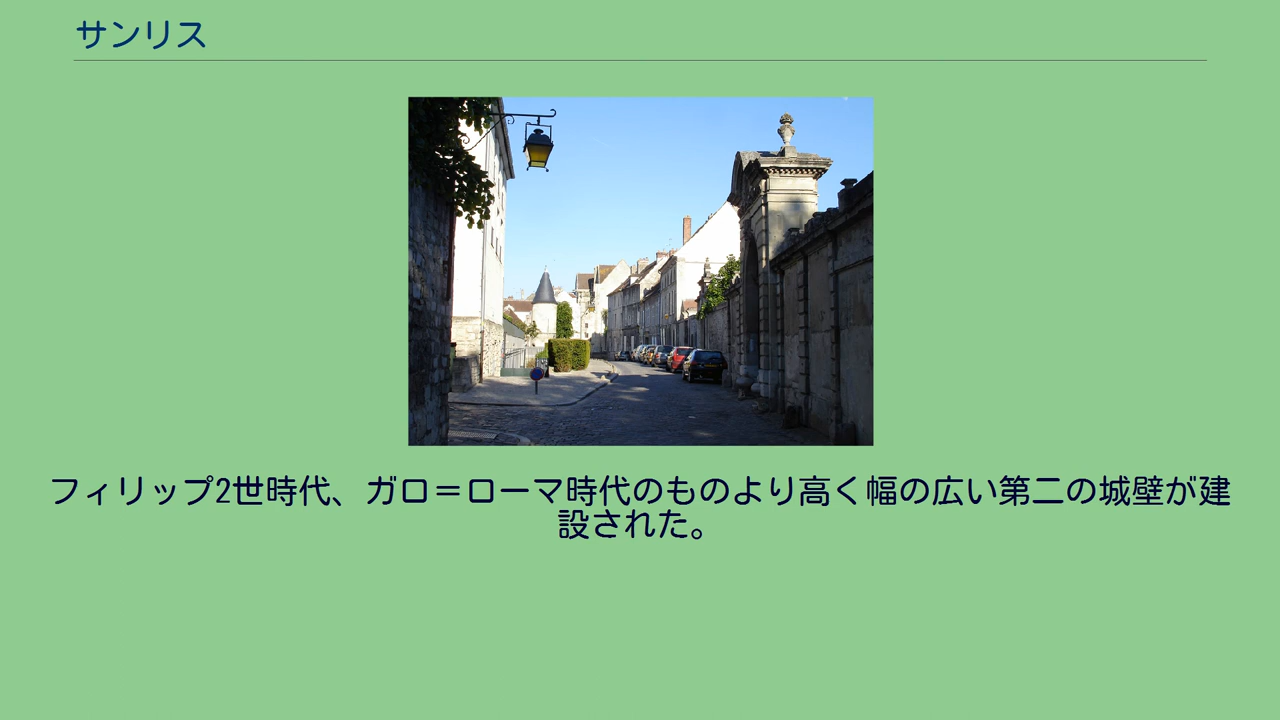 サンリス
フィリップ2世時代、ガロ＝ローマ時代のものより高く幅の広い第二の城壁が建
設された。